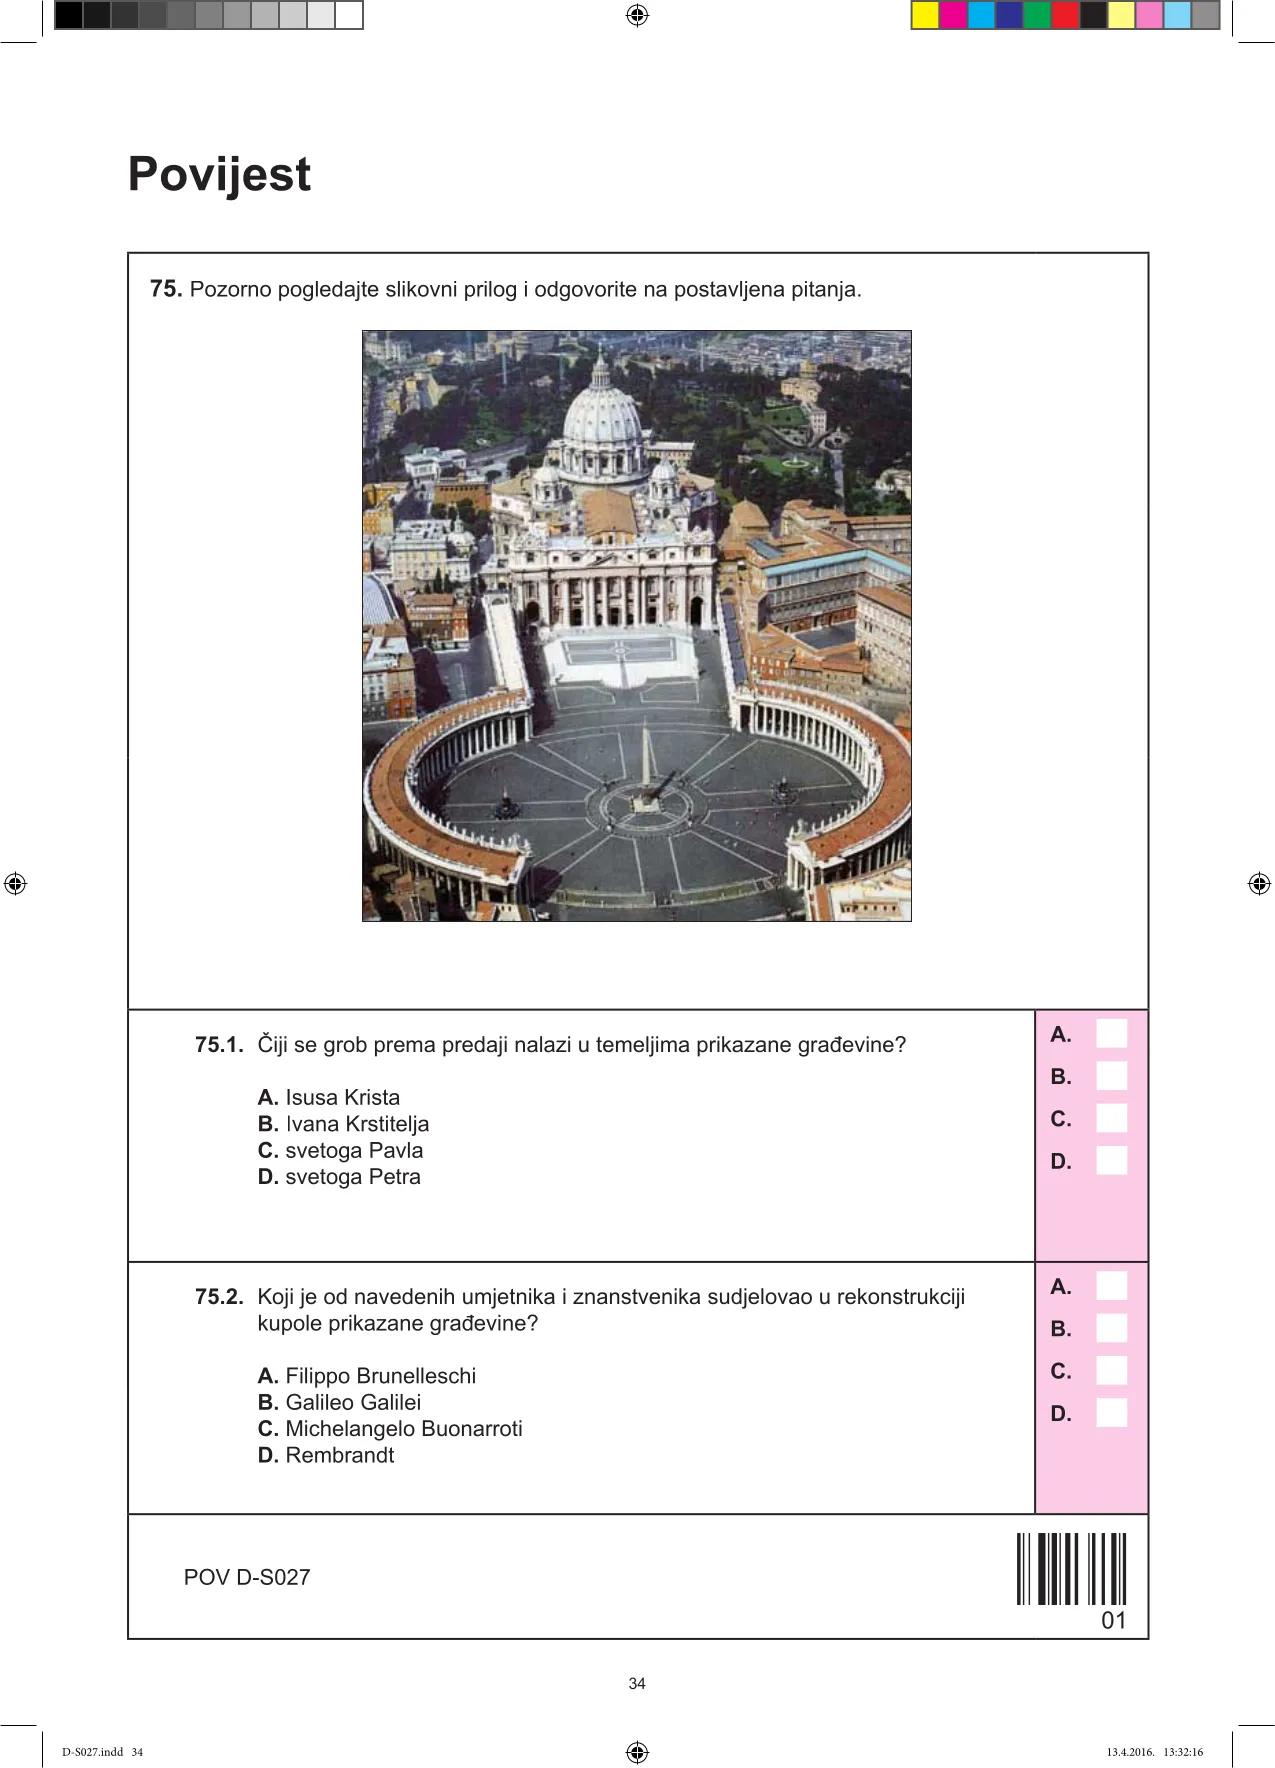 Povijest
75. Pozorno pogledajte slikovni prilog i odgovorite na postavljena pitanja.
75.1. Čiji se grob prema predaji nalazi u temeljima prikazane građevine?
A. Isusa Krista
B. Ivana Krstitelja
C. svetoga Pavla
D. svetoga Petra
A.
B.
C.
D.
75.2. Koji je od navedenih umjetnika i znanstvenika sudjelovao u rekonstrukciji
kupole prikazane građevine?
A. Filippo Brunelleschi
B. Galileo Galilei
C. Michelangelo Buonarroti
D. Rembrandt
A.
B.
C.
D.
POV D-S027
01
34
D-S027.indd 34
13.4.2016. 13:32:16